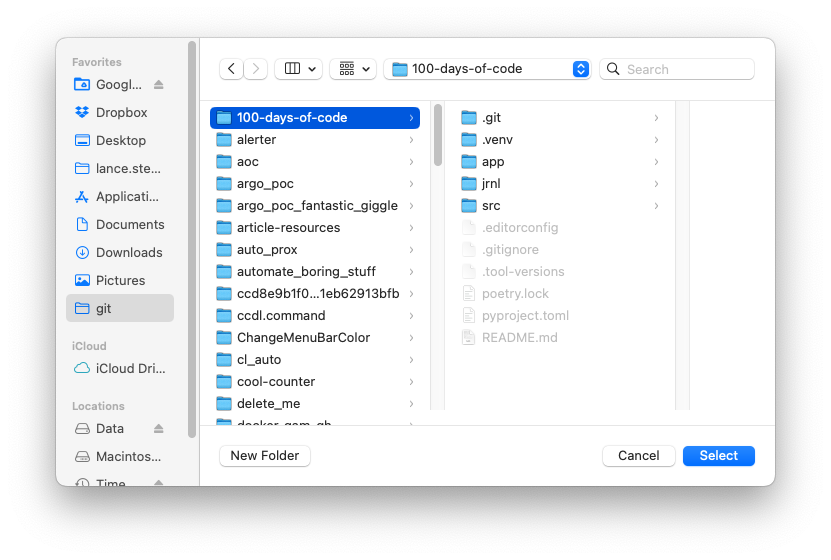 Favorites
Googl...
Dropbox
Desktop
lance.ste...
Applicati...
Documents
Downloads
Pictures
git
iCloud
iCloud Dri...
Locations
Data
Macintos...
Time
100-days-of-code
Search
100-days-of-code
alerter
aoc
argo_poc
argo_poc_fantastic_giggle
article-resources
auto_prox
automate_boring_stuff
ccd8e9b1f0...1eb62913bfb
ccdl.command
ChangeMenuBarColor
cl_auto
cool-counter
delete_me
.git
.venv
app
jrnl
src
.editorconfig
.gitignore
.tool-versions
poetry.lock
pyproject.toml
README.md
New Folder
Cancel
Select